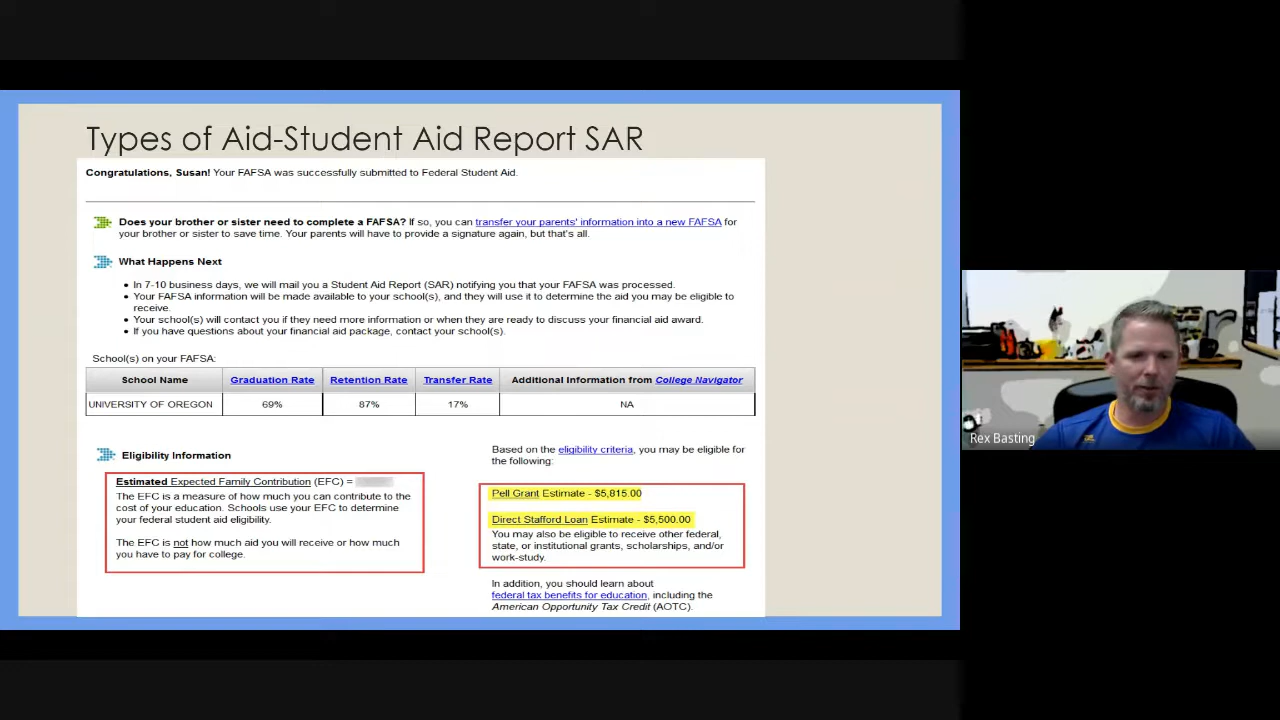 Types of Aid-Student Aid Report SAR
Congratulations, Susan! Your FAFSA was successfully submitted to Federal Student Aid.
Does your brother or sister need to complete a FAFSA? If so, you can transfer your parents' information into a new FAFSA for
your brother or sister to save time. Your parents will have to provide a signature again, but that's all.
What Happens Next
• In 7-10 business days, we will mail you a Student Aid Report (SAR) notifying you that your FAFSA was processed.
• Your FAFSA information will be made available to your school(s), and they will use it to determine the aid you may be eligible to
receive.
• Your school(s) will contact you if they need more information or when they are ready to discuss your financial aid award.
• If you have questions about your financial aid package, contact your school(s).
School(s) on your FAFSA:
School Name Graduation Rate Retention Rate Transfer Rate Additional Information from College Navigator
UNIVERSITY OF OREGON 69% 87% 17% NA
Eligibility Information
Estimated Expected Family Contribution (EFC) =
The EFC is a measure of how much you can contribute to the
cost of your education. Schools use your EFC to determine
your federal student aid eligibility.
The EFC is not how much aid you will receive or how much
you have to pay for college.
Based on the eligibility criteria, you may be eligible for
the following:
Pell Grant Estimate - $5,815.00
Direct Stafford Loan Estimate - $5,500.00
You may also be eligible to receive other federal,
state, or institutional grants, scholarships, and/or
work-study.
In addition, you should learn about
federal tax benefits for education, including the
American Opportunity Tax Credit (AOTC).
Rex Basting